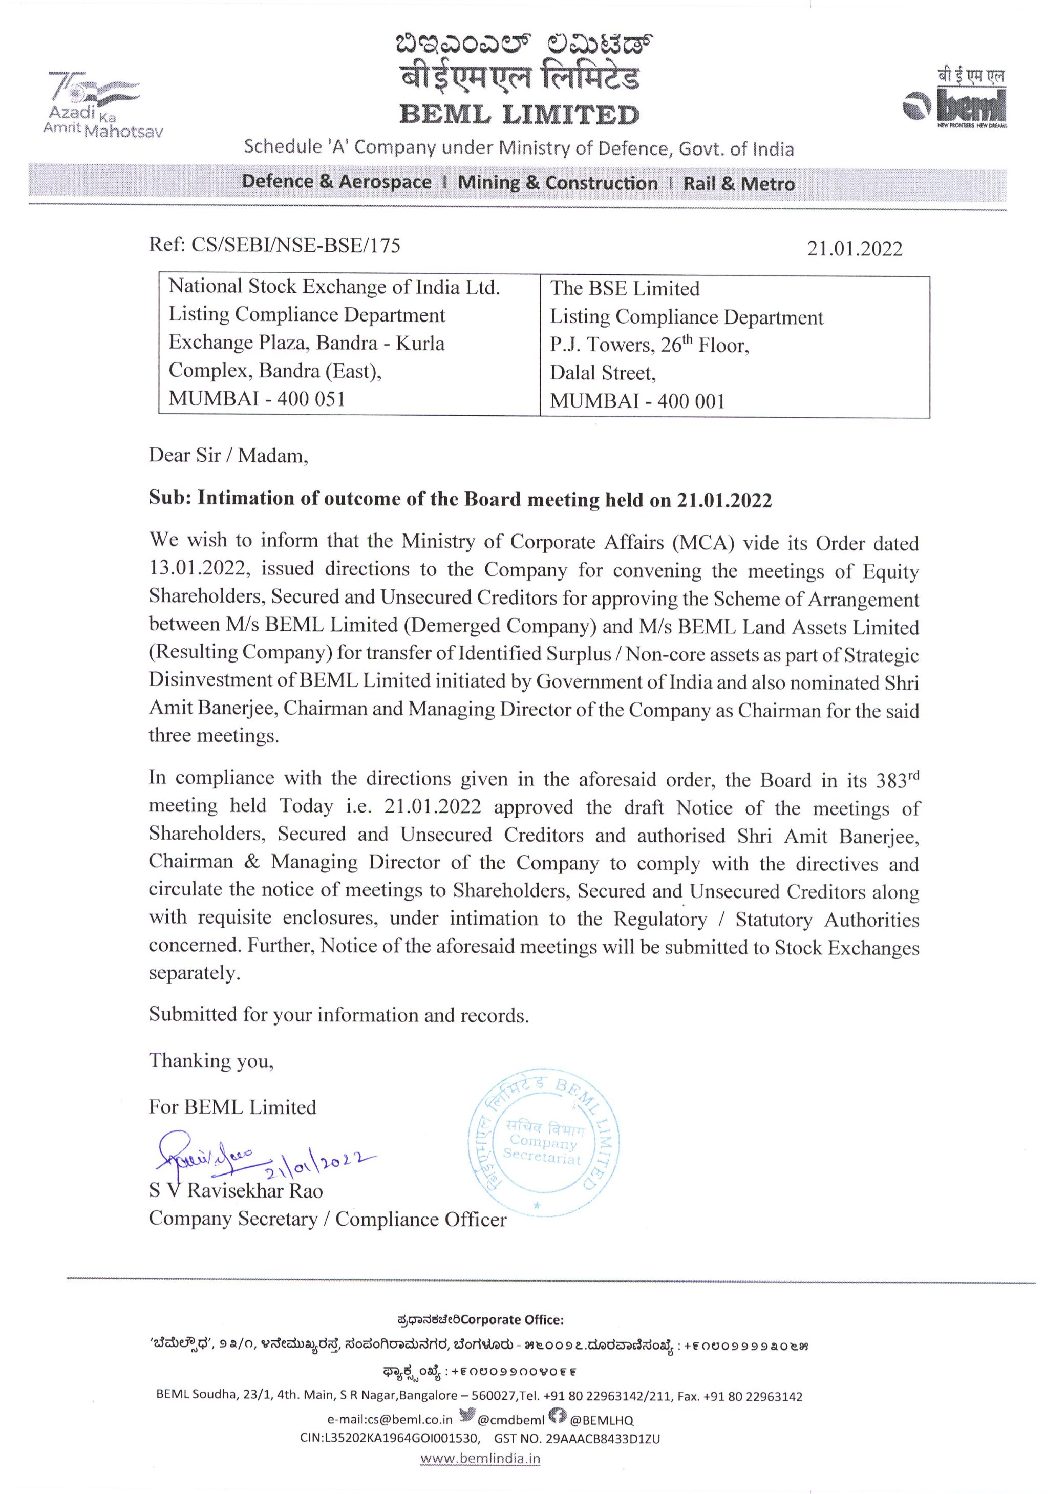 ಬಿಇಎಂಎಲ್ ಲಿಮಿಟೆಡ್
बीईएमएल लिमिटेड
BEML LIMITED
75
Azadi Ka
Amrit Mahotsav
बी ई एम एल
beml
NEW FRONTIERS NEW DREAMS
Schedule 'A' Company under Ministry of Defence, Govt. of India
Defence & Aerospace | Mining & Construction | Rail & Metro
Ref: CS/SEBI/NSE-BSE/175
21.01.2022
National Stock Exchange of India Ltd.
Listing Compliance Department
Exchange Plaza, Bandra - Kurla
Complex, Bandra (East),
MUMBAI - 400 051
The BSE Limited
Listing Compliance Department
P.J. Towers, 26th Floor,
Dalal Street,
MUMBAI - 400 001
Dear Sir / Madam,
Sub: Intimation of outcome of the Board meeting held on 21.01.2022
We wish to inform that the Ministry of Corporate Affairs (MCA) vide its Order dated
13.01.2022, issued directions to the Company for convening the meetings of Equity
Shareholders, Secured and Unsecured Creditors for approving the Scheme of Arrangement
between M/s BEML Limited (Demerged Company) and M/s BEML Land Assets Limited
(Resulting Company) for transfer of Identified Surplus / Non-core assets as part of Strategic
Disinvestment of BEML Limited initiated by Government of India and also nominated Shri
Amit Banerjee, Chairman and Managing Director of the Company as Chairman for the said
three meetings.
In compliance with the directions given in the aforesaid order, the Board in its 383rd
meeting held Today i.e. 21.01.2022 approved the draft Notice of the meetings of
Shareholders, Secured and Unsecured Creditors and authorised Shri Amit Banerjee,
Chairman & Managing Director of the Company to comply with the directives and
circulate the notice of meetings to Shareholders, Secured and Unsecured Creditors along
with requisite enclosures, under intimation to the Regulatory / Statutory Authorities
concerned. Further, Notice of the aforesaid meetings will be submitted to Stock Exchanges
separately.
Submitted for your information and records.
Thanking you,
For BEML Limited
21/01/2022
S V Ravisekhar Rao
Company Secretary / Compliance Officer
लिमिटेड BEML LIMITED
सचिव विभाग
Company
Secretariat
ಪ್ರಧಾನಕಚೇರಿCorporate Office:
'ಬೆಮೆಲ್ಸೌಧ', ೨೩/೧, ೪ನೇಮುಖ್ಯರಸ್ತೆ, ಸಂಪಂಗಿರಾಮನಗರ, ಬೆಂಗಳೂರು - ೫೬೦೦೨೭.ದೂರವಾಣಿಸಂಖ್ಯೆ :
BEML Soudha, 23/1, 4th. Main, S R Nagar,Bangalore – 560027,Tel. +91 80 22963142/211, Fax. +91 80 22963142
e-mail:cs@beml.co.in @cmdbeml @BEMLHQ
CIN:L35202KA1964GOI001530, GST NO. 29AAACB8433D1ZU
www.bemlindia.in